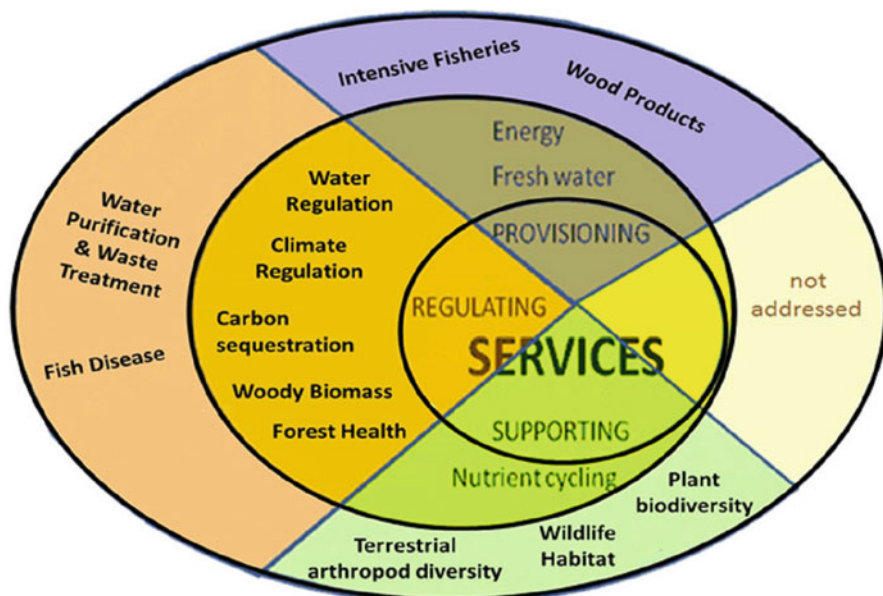 Intensive Fisheries
Wood Products
Energy
Fresh water
PROVISIONING
Water
Regulation
Climate
Regulation
Carbon
sequestration
Woody Biomass
Forest Health
Water
Purification
& Waste
Treatment
Fish Disease
REGULATING
SERVICES
SUPPORTING
Nutrient cycling
not
addressed
Plant
biodiversity
Wildlife
Habitat
Terrestrial
arthropod diversity